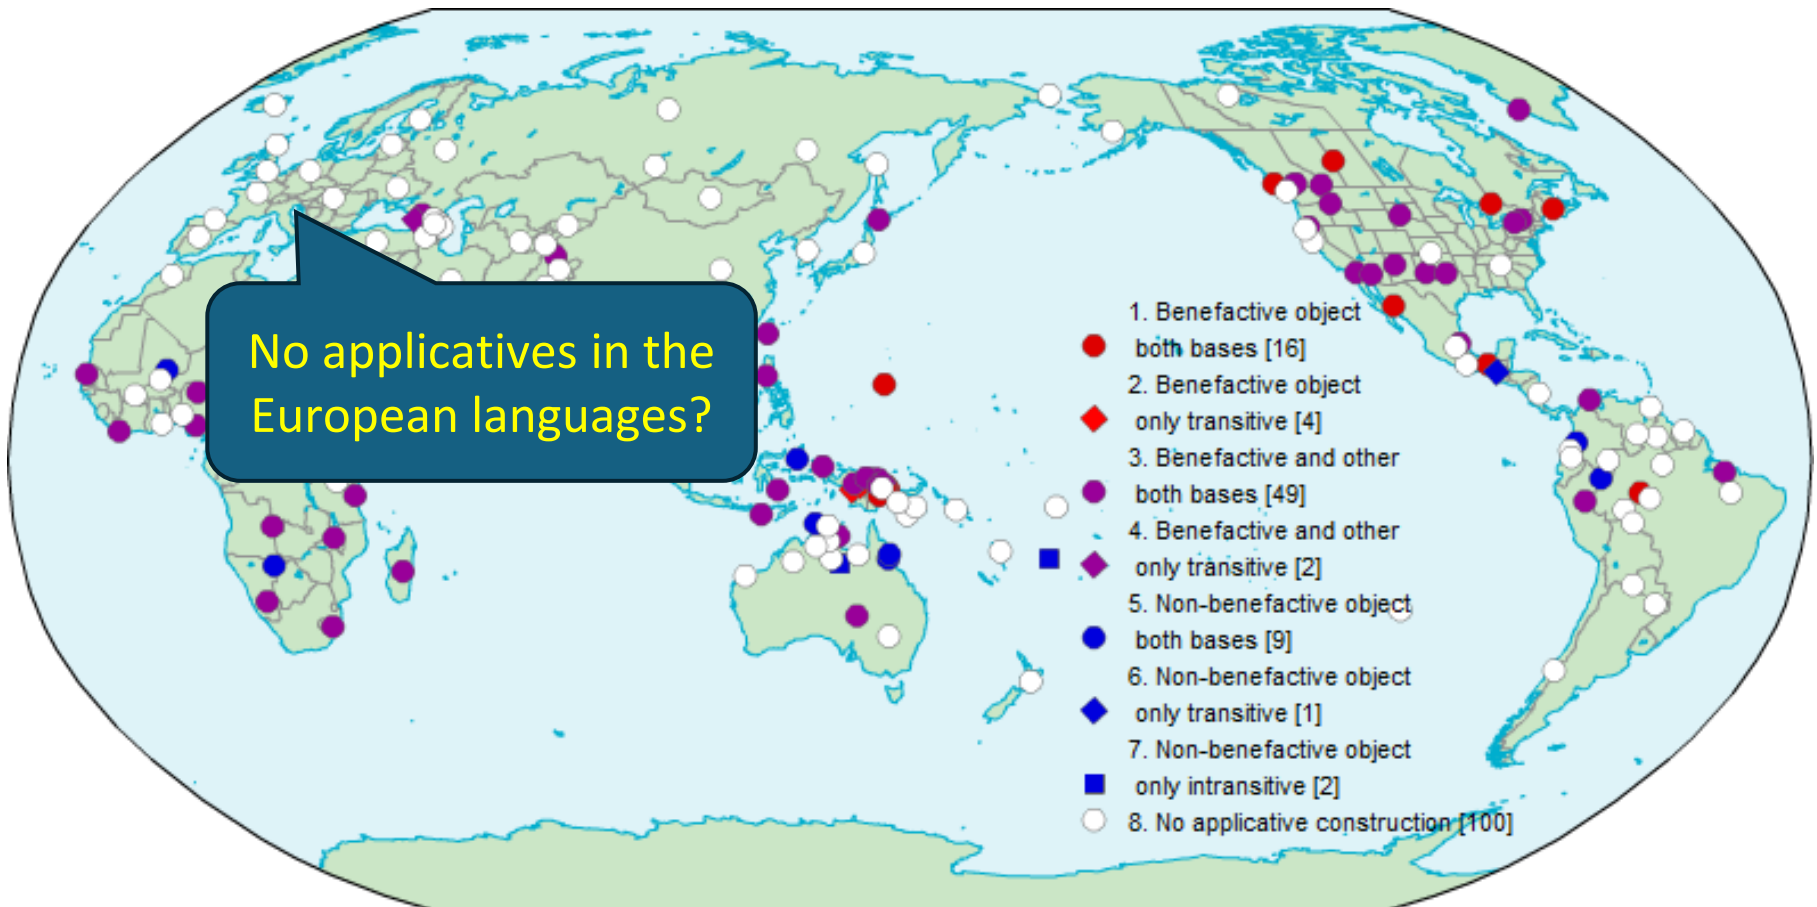 No applicatives in the
European languages?
1. Benefactive object
both bases [16]
2. Benefactive object
only transitive [4]
3. Benefactive and other
both bases [49]
4. Benefactive and other
only transitive [2]
5. Non-benefactive object
both bases [9]
6. Non-benefactive object
only transitive [1]
7. Non-benefactive object
only intransitive [2]
8. No applicative construction [100]